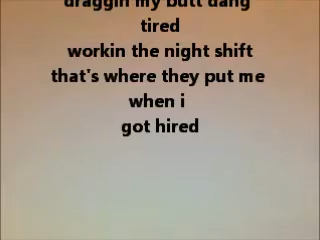 draggin my butt dang
tired
workin the night shift
that's where they put me
when i
got hired